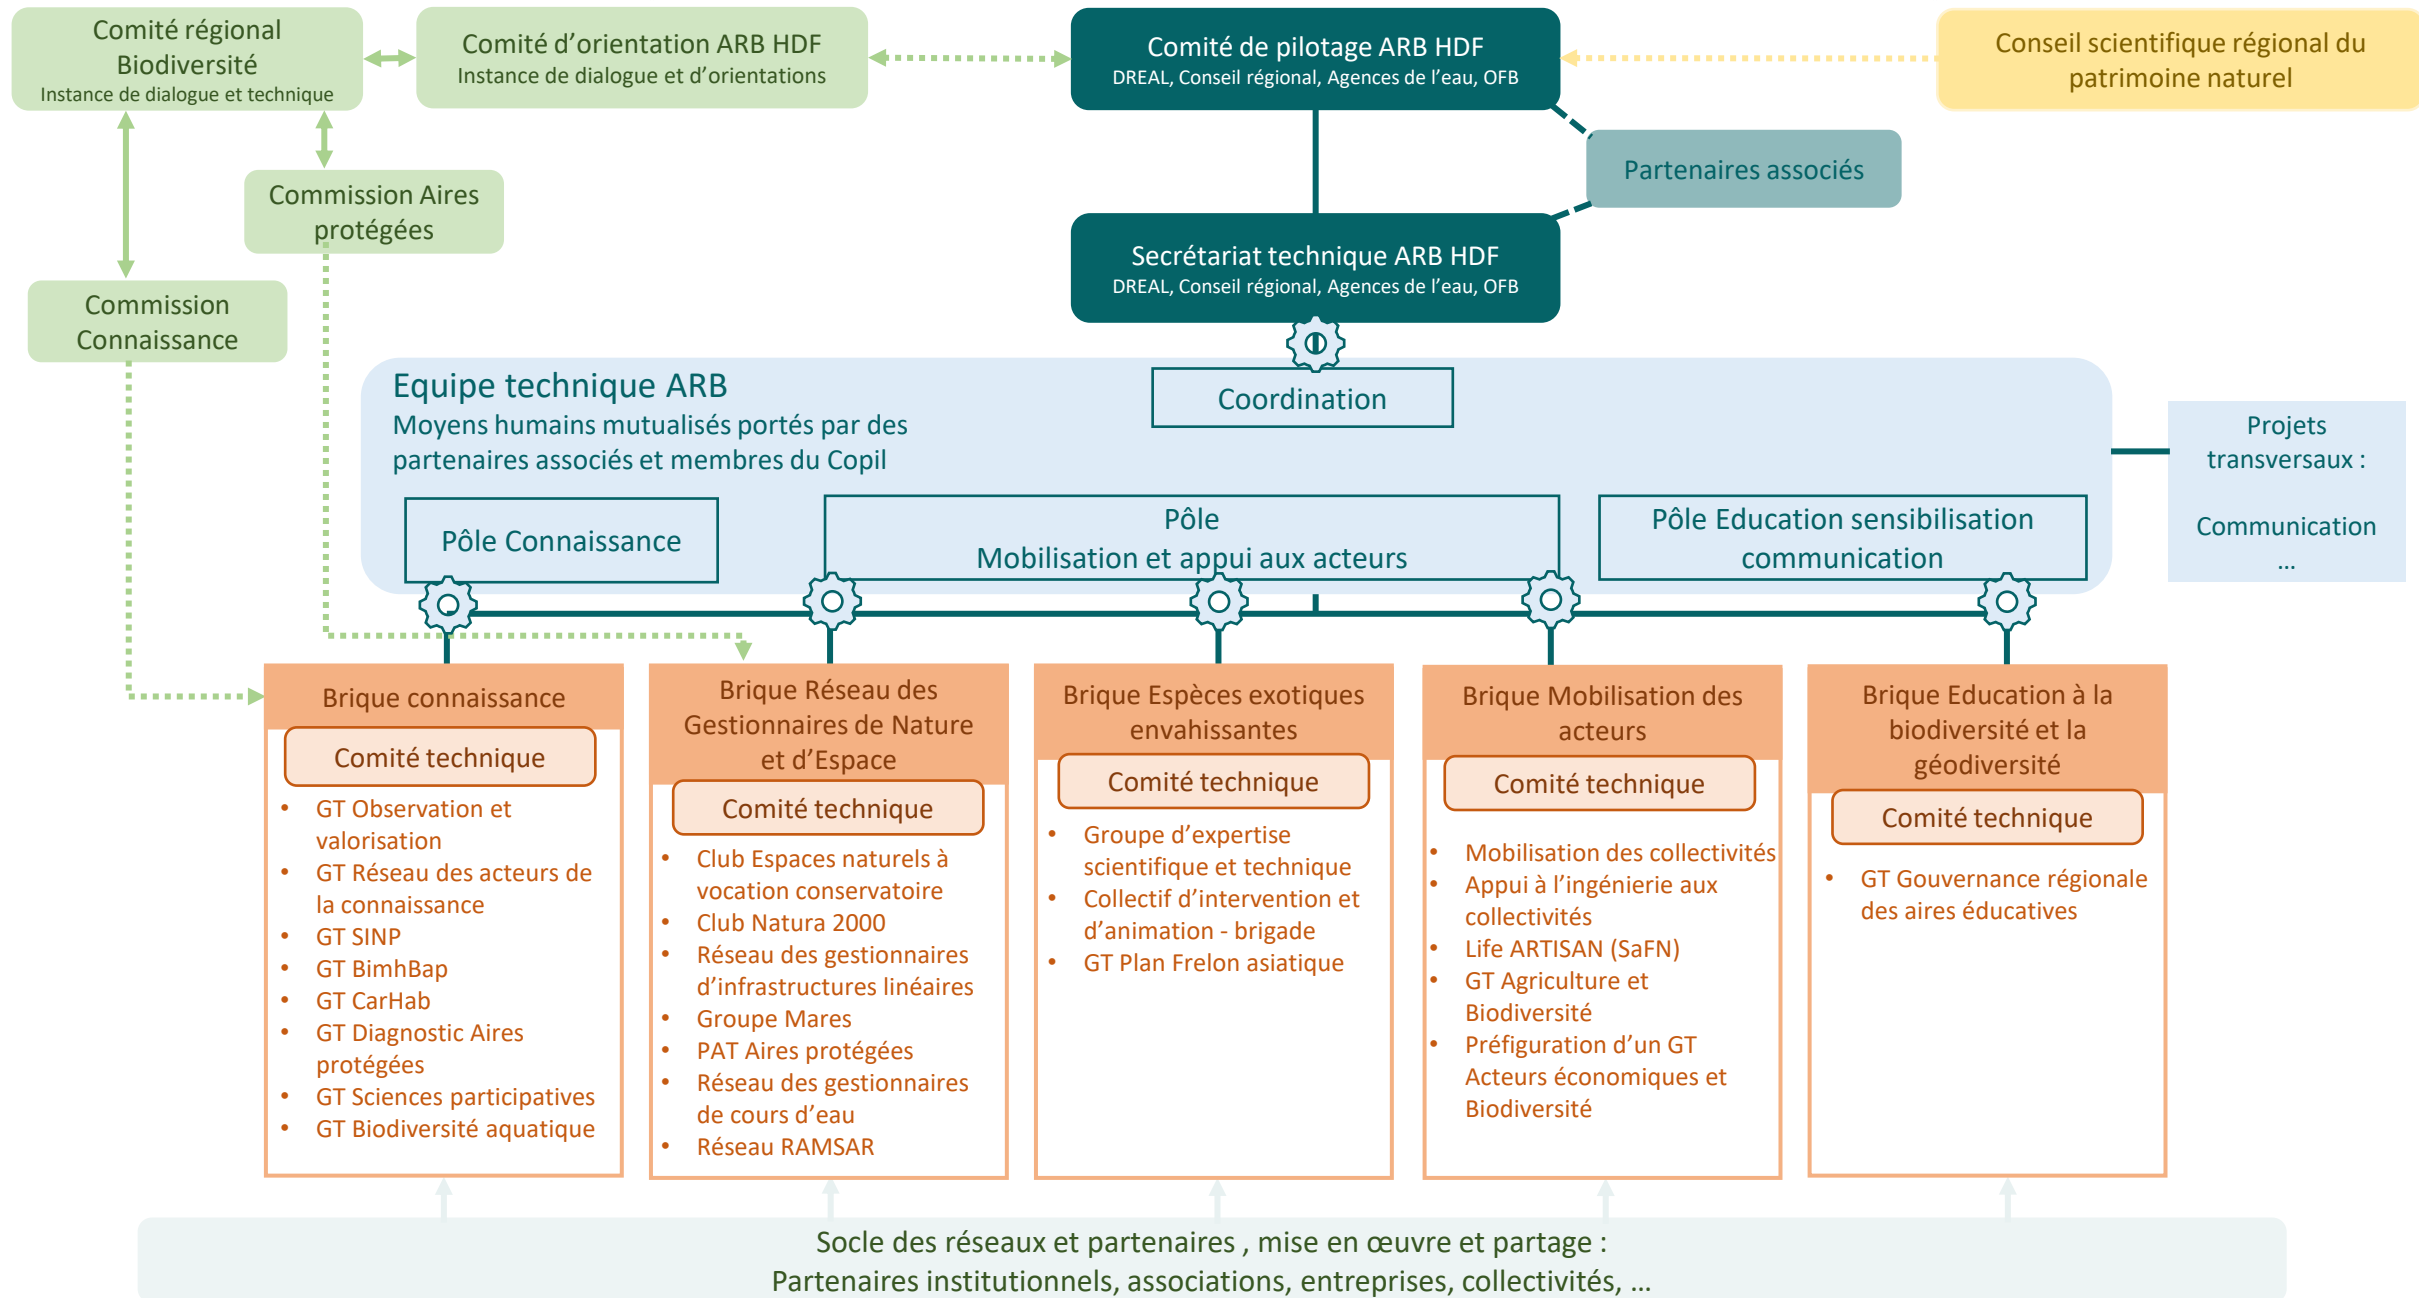 Comité régional
Biodiversité
Instance de dialogue et technique
Comité d'orientation ARB HDF
Instance de dialogue et d'orientations
Comité de pilotage ARB HDF
DREAL, Conseil régional, Agences de l'eau, OFB
Conseil scientifique régional du
patrimoine naturel
Partenaires associés
Commission Aires
protégées
Secrétariat technique ARB HDF
DREAL, Conseil régional, Agences de l'eau, OFB
Commission
Connaissance
Equipe technique ARB
Moyens humains mutualisés portés par des
partenaires associés et membres du Copil
Coordination
Projets
transversaux :
Communication
...
Pôle Connaissance
Pôle
Mobilisation et appui aux acteurs
Pôle Education sensibilisation
communication
Brique connaissance
Comité technique
• GT Observation et
valorisation
• GT Réseau des acteurs de
la connaissance
• GT SINP
• GT BimhBap
• GT CarHab
• GT Diagnostic Aires
protégées
• GT Sciences participatives
• GT Biodiversité aquatique
Brique Réseau des
Gestionnaires de Nature
et d'Espace
Comité technique
• Club Espaces naturels à
vocation conservatoire
• Club Natura 2000
• Réseau des gestionnaires
d'infrastructures linéaires
• Groupe Mares
• PAT Aires protégées
• Réseau des gestionnaires
de cours d'eau
• Réseau RAMSAR
Brique Espèces exotiques
envahissantes
Comité technique
• Groupe d'expertise
scientifique et technique
• Collectif d'intervention et
d'animation - brigade
• GT Plan Frelon asiatique
Brique Mobilisation des
acteurs
Comité technique
• Mobilisation des collectivités
• Appui à l'ingénierie aux
collectivités
• Life ARTISAN (SaFN)
• GT Agriculture et
Biodiversité
• Préfiguration d'un GT
Acteurs économiques et
Biodiversité
Brique Education à la
biodiversité et la
géodiversité
Comité technique
• GT Gouvernance régionale
des aires éducatives
Socle des réseaux et partenaires , mise en œuvre et partage :
Partenaires institutionnels, associations, entreprises, collectivités, ...